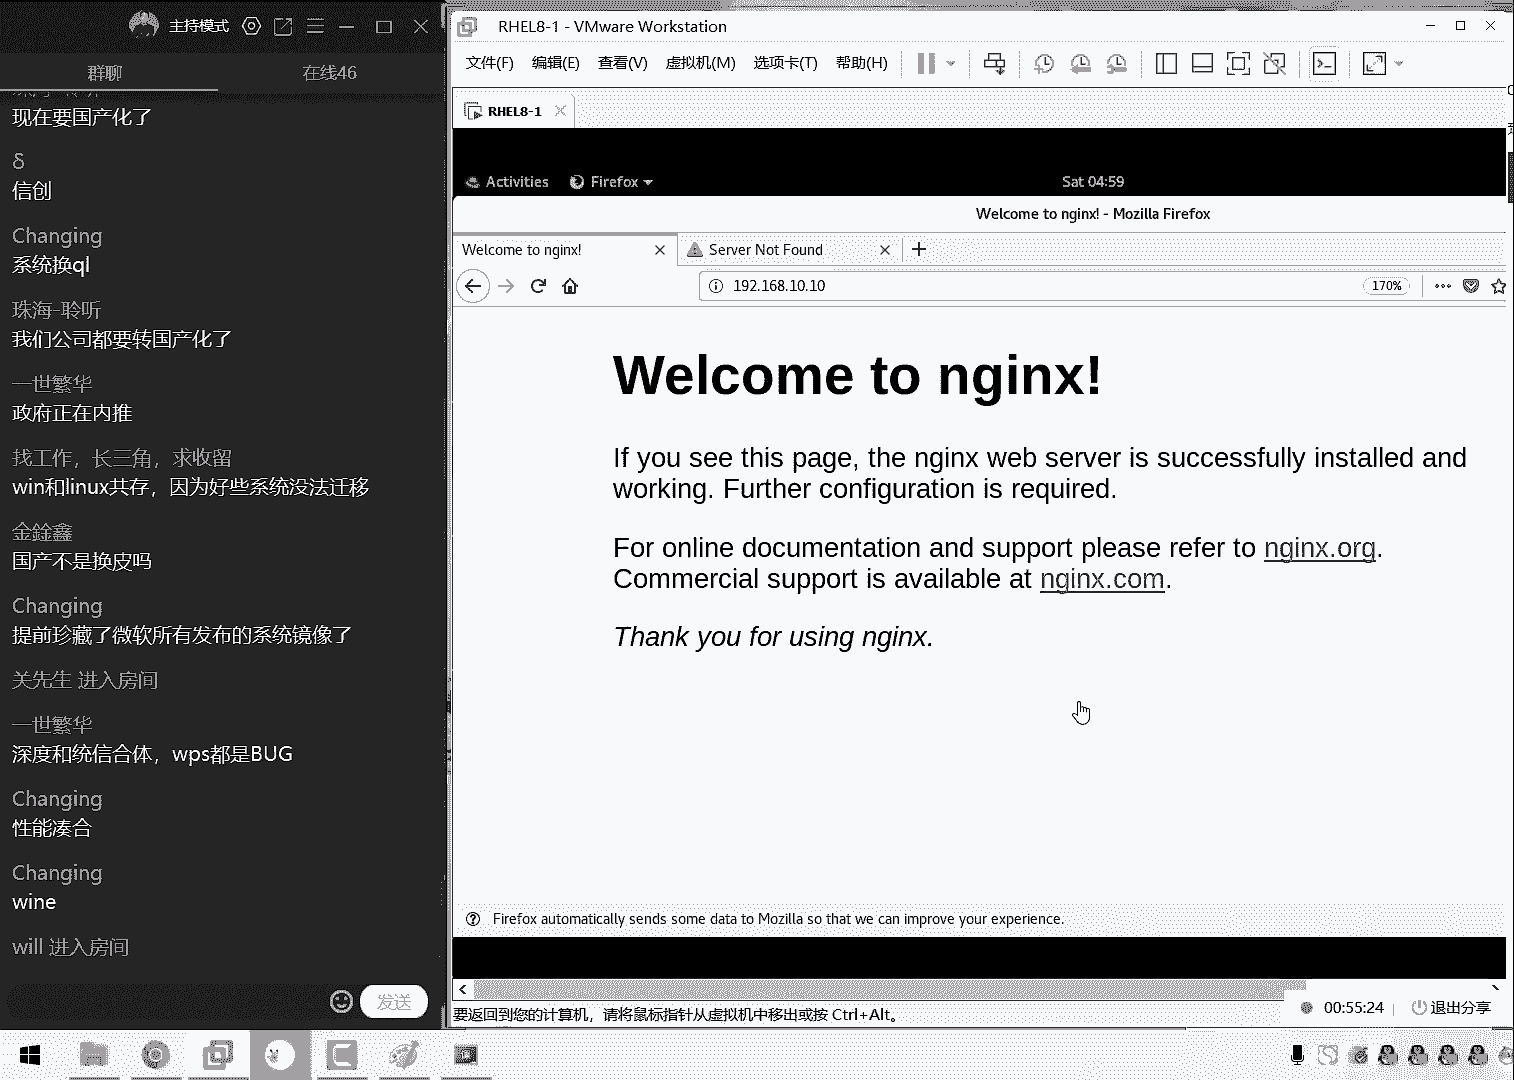 主持模式
群聊
在线46
现在要国产化了
δ
信创
Changing
系统换ql
珠海-聆听
我们公司都要转国产化了
一世繁华
政府正在内推
找工作，长三角，求收留
win和linux共存，因为好些系统没法迁移
金銓鑫
国产不是换皮吗
Changing
提前珍藏了微软所有发布的系统镜像了
关先生 进入房间
一世繁华
深度和统信合体，wps都是BUG
Changing
性能凑合
Changing
wine
will 进入房间
发送
RHEL8-1 - VMware Workstation
文件(F) 编辑(E) 查看(V) 虚拟机(M) 选项卡(T) 帮助(H)
RHEL8-1
Activities Firefox Sat 04:59
Welcome to nginx! - Mozilla Firefox
Welcome to nginx! Server Not Found
192.168.10.10 170%
Welcome to nginx!
If you see this page, the nginx web server is successfully installed and
working. Further configuration is required.
For online documentation and support please refer to nginx.org.
Commercial support is available at nginx.com.
Thank you for using nginx.
Firefox automatically sends some data to Mozilla so that we can improve your experience.
要返回到您的计算机，请将鼠标指针从虚拟机中移出或按 Ctrl+Alt。
00:55:24 退出分享